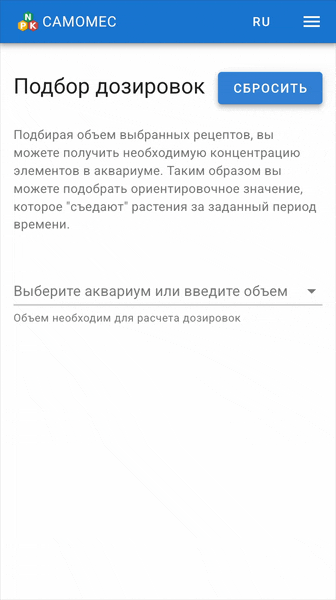 N
P K
САМОМЕС
RU
Подбор дозировок
СБРОСИТЬ
Подбирая объем выбранных рецептов, вы
можете получить необходимую концентрацию
элементов в аквариуме. Таким образом вы
можете подобрать ориентировочное значение,
которое "съедают" растения за заданный период
времени.
Выберите аквариум или введите объем
Объем необходим для расчета дозировок